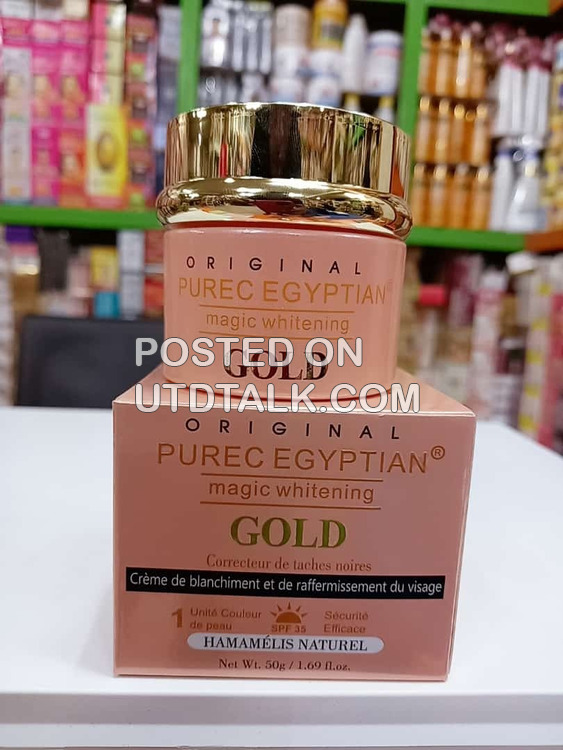 ORIGINAL
PUREC EGYPTIAN
magic whitening
GOLD
POSTED ON
UTDTALK.COM
ORIGINAL
PUREC EGYPTIAN®
magic whitening
GOLD
Correcteur de taches noires
Crème de blanchiment et de raffermissement du visage
1 Unité Couleur de peau
SPF 35
Sécurité Efficace
HAMAMÉLIS NATUREL
Net Wt. 50g / 1.69 fl.oz.